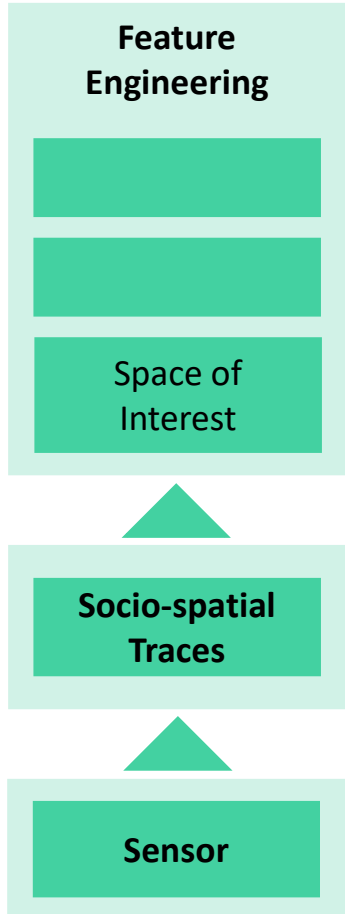 Feature
Engineering
Space of
Interest
Socio-spatial
Traces
Sensor